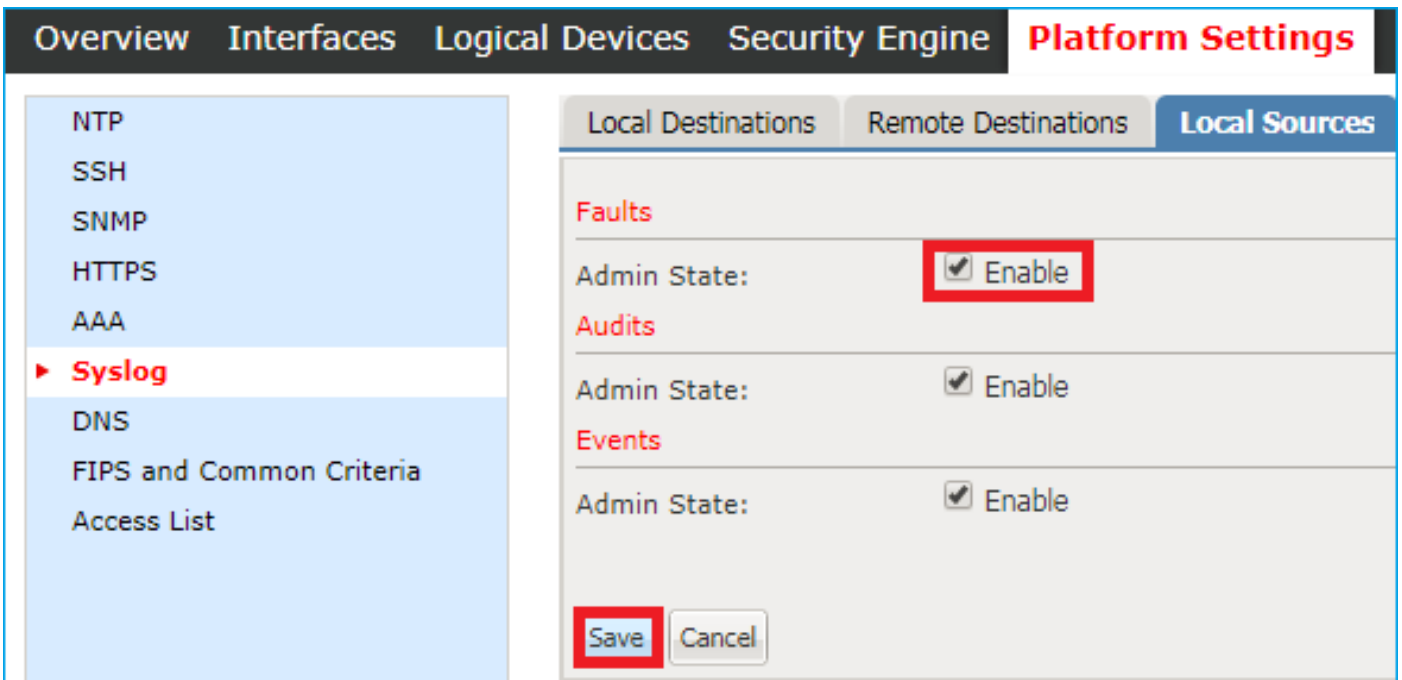 Overview Interfaces Logical Devices Security Engine Platform Settings
NTP
SSH
SNMP
HTTPS
AAA
Syslog
DNS
FIPS and Common Criteria
Access List
Local Destinations Remote Destinations Local Sources
Faults
Admin State: Enable
Audits
Admin State: Enable
Events
Admin State: Enable
Save Cancel